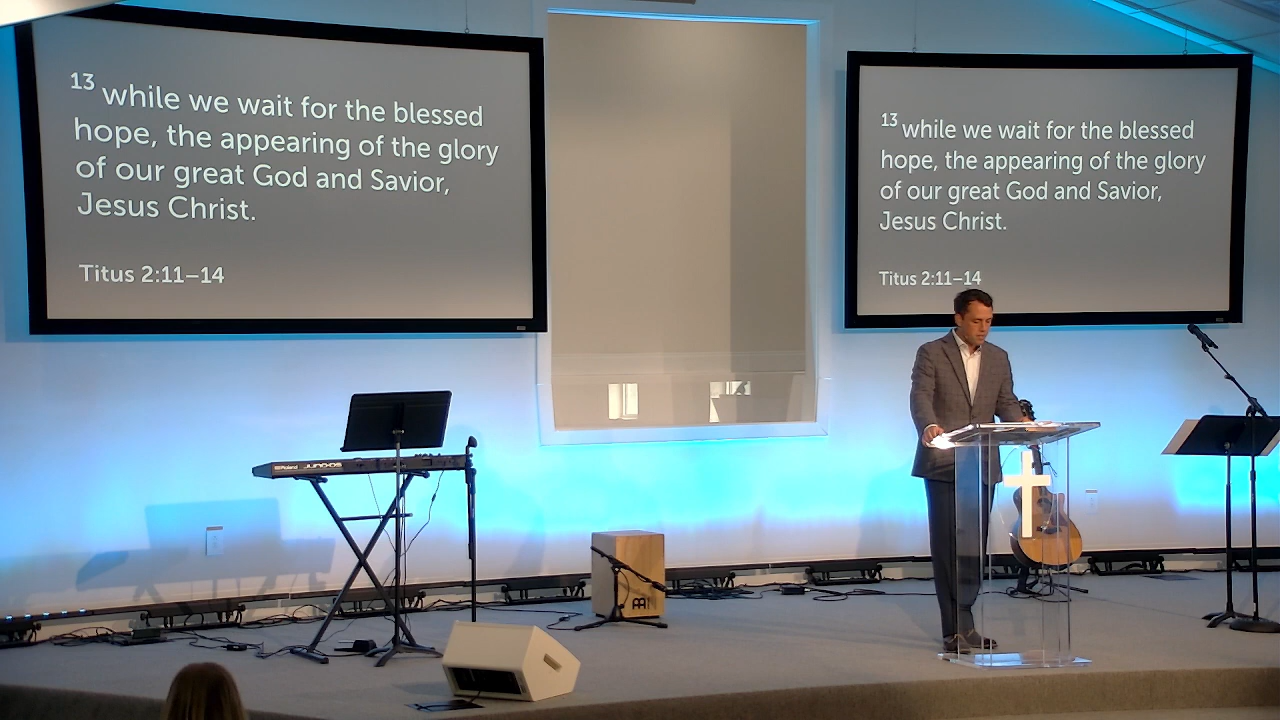 13 while we wait for the blessed
hope, the appearing of the glory
of our great God and Savior,
Jesus Christ.
Titus 2:11–14
13 while we wait for the blessed
hope, the appearing of the glory
of our great God and Savior,
Jesus Christ.
Titus 2:11–14
Roland JUNO-DS
MEINL